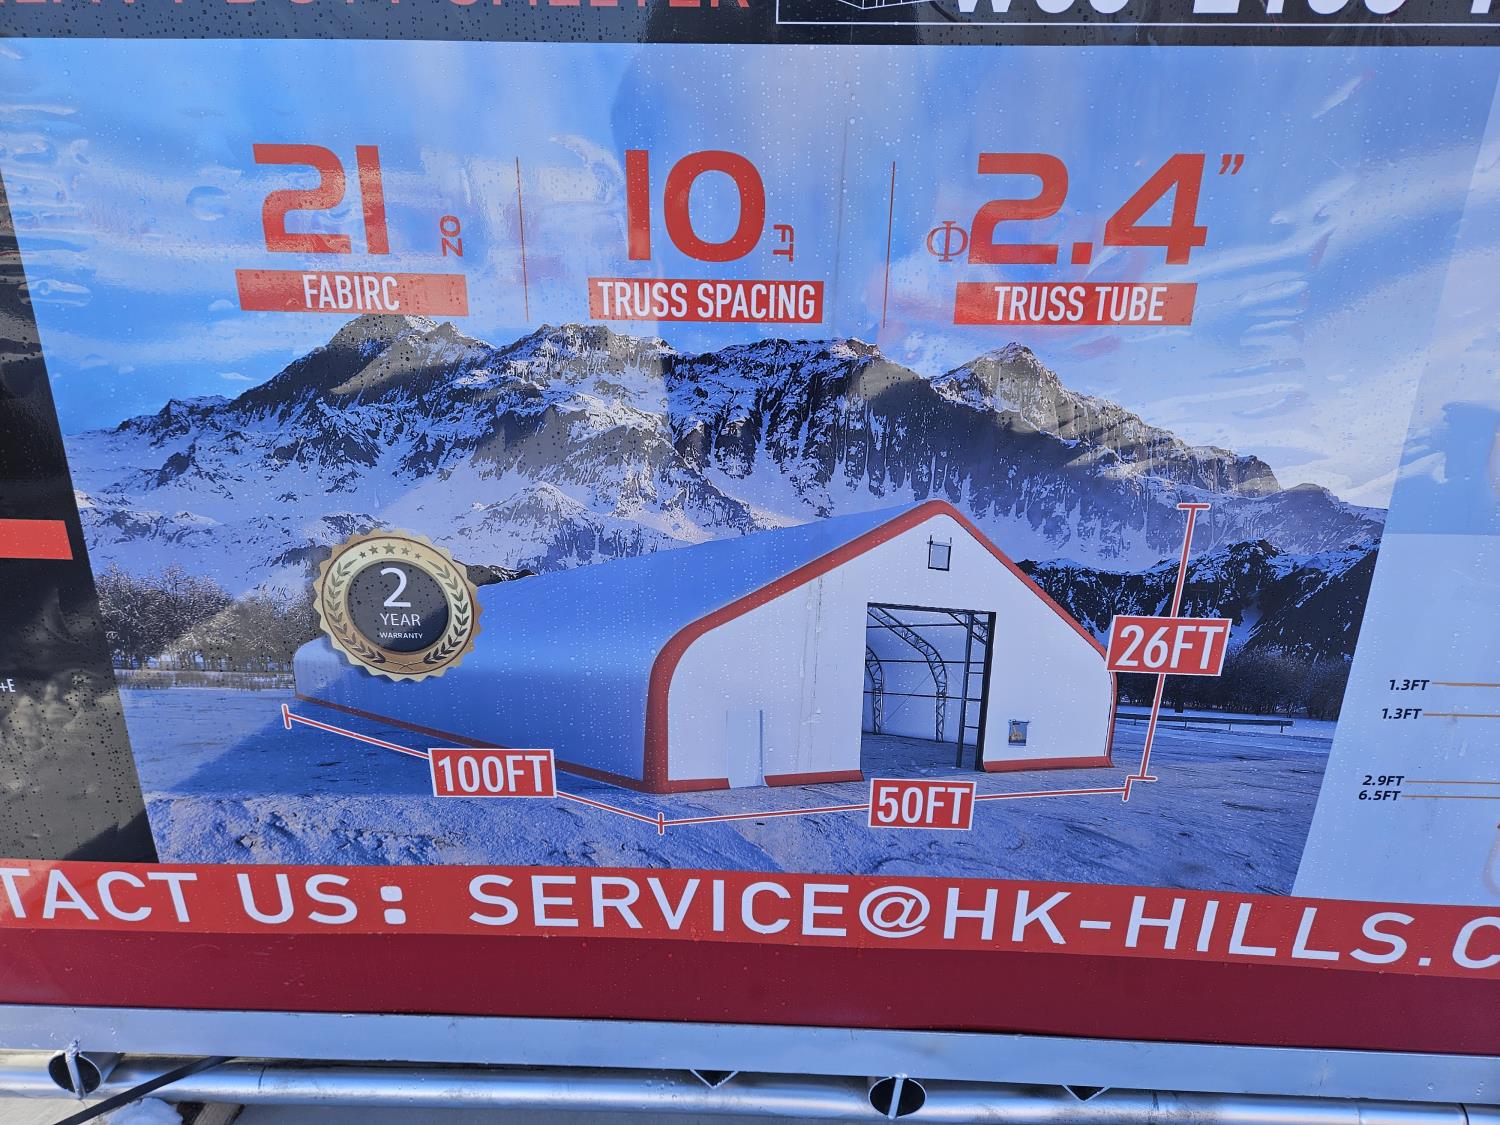 SHELTER
21 OZ
FABIRC
10 FT
TRUSS SPACING
Φ2.4”
TRUSS TUBE
2
YEAR
WARRANTY
26FT
100FT
50FT
+E
1.3FT
1.3FT
2.9FT
6.5FT
TACT US: SERVICE@HK-HILLS.C